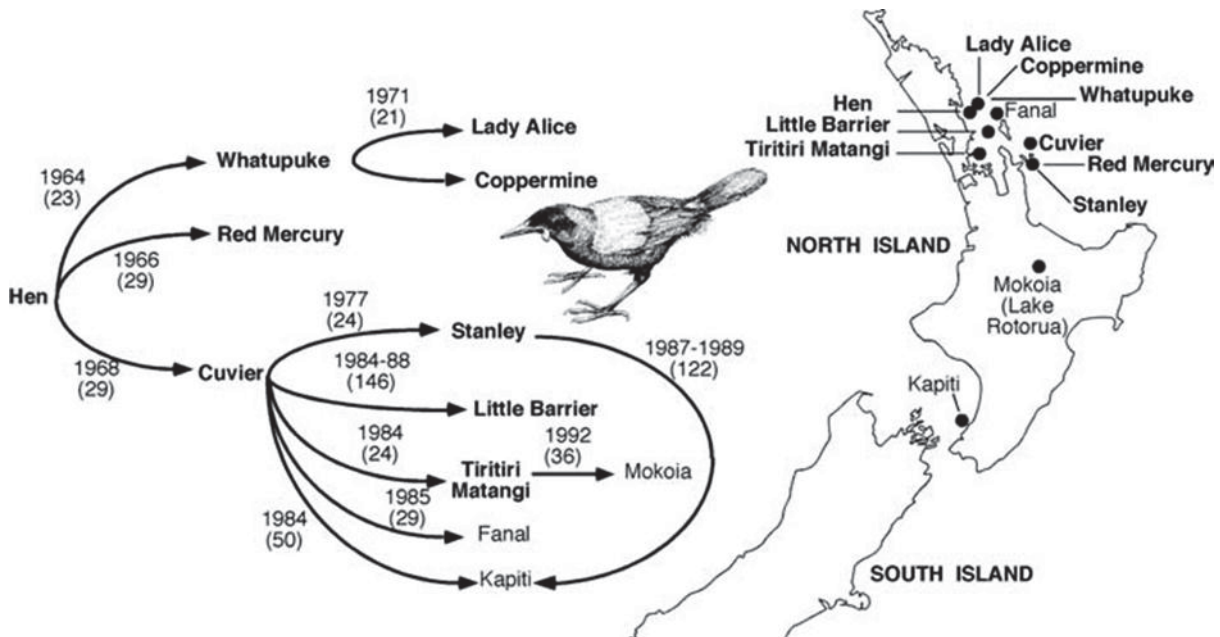 1971
(21)
Lady Alice
Whatupuke
Coppermine
1964
(23)
Red Mercury
1966
(29)
Hen
1977
(24)
Stanley
1987-1989
(122)
1968
(29)
Cuvier
1984-88
(146)
Little Barrier
1984
(24)
1992
(36)
Tiritiri
Matangi
Mokoia
1985
(29)
Fanal
1984
(50)
Kapiti
Lady Alice
Coppermine
Whatupuke
Hen
Fanal
Little Barrier
Cuvier
Tiritiri Matangi
Red Mercury
Stanley
NORTH ISLAND
Mokoia
(Lake
Rotorua)
Kapiti
SOUTH ISLAND